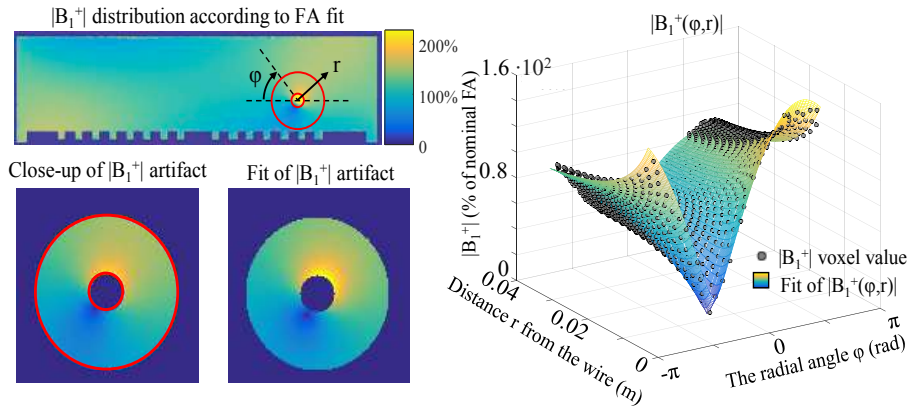 |B₁⁺| distribution according to FA fit
200%
100%
0
φ
r
Close-up of |B₁⁺| artifact
Fit of |B₁⁺| artifact
|B₁⁺(φ,r)|
1.6 ·10²
0.8
0
|B₁⁺| (% of nominal FA)
0.04
0.02
0
Distance r from the wire (m)
-π
0
π
The radial angle φ (rad)
|B₁⁺| voxel value
Fit of |B₁⁺(φ,r)|